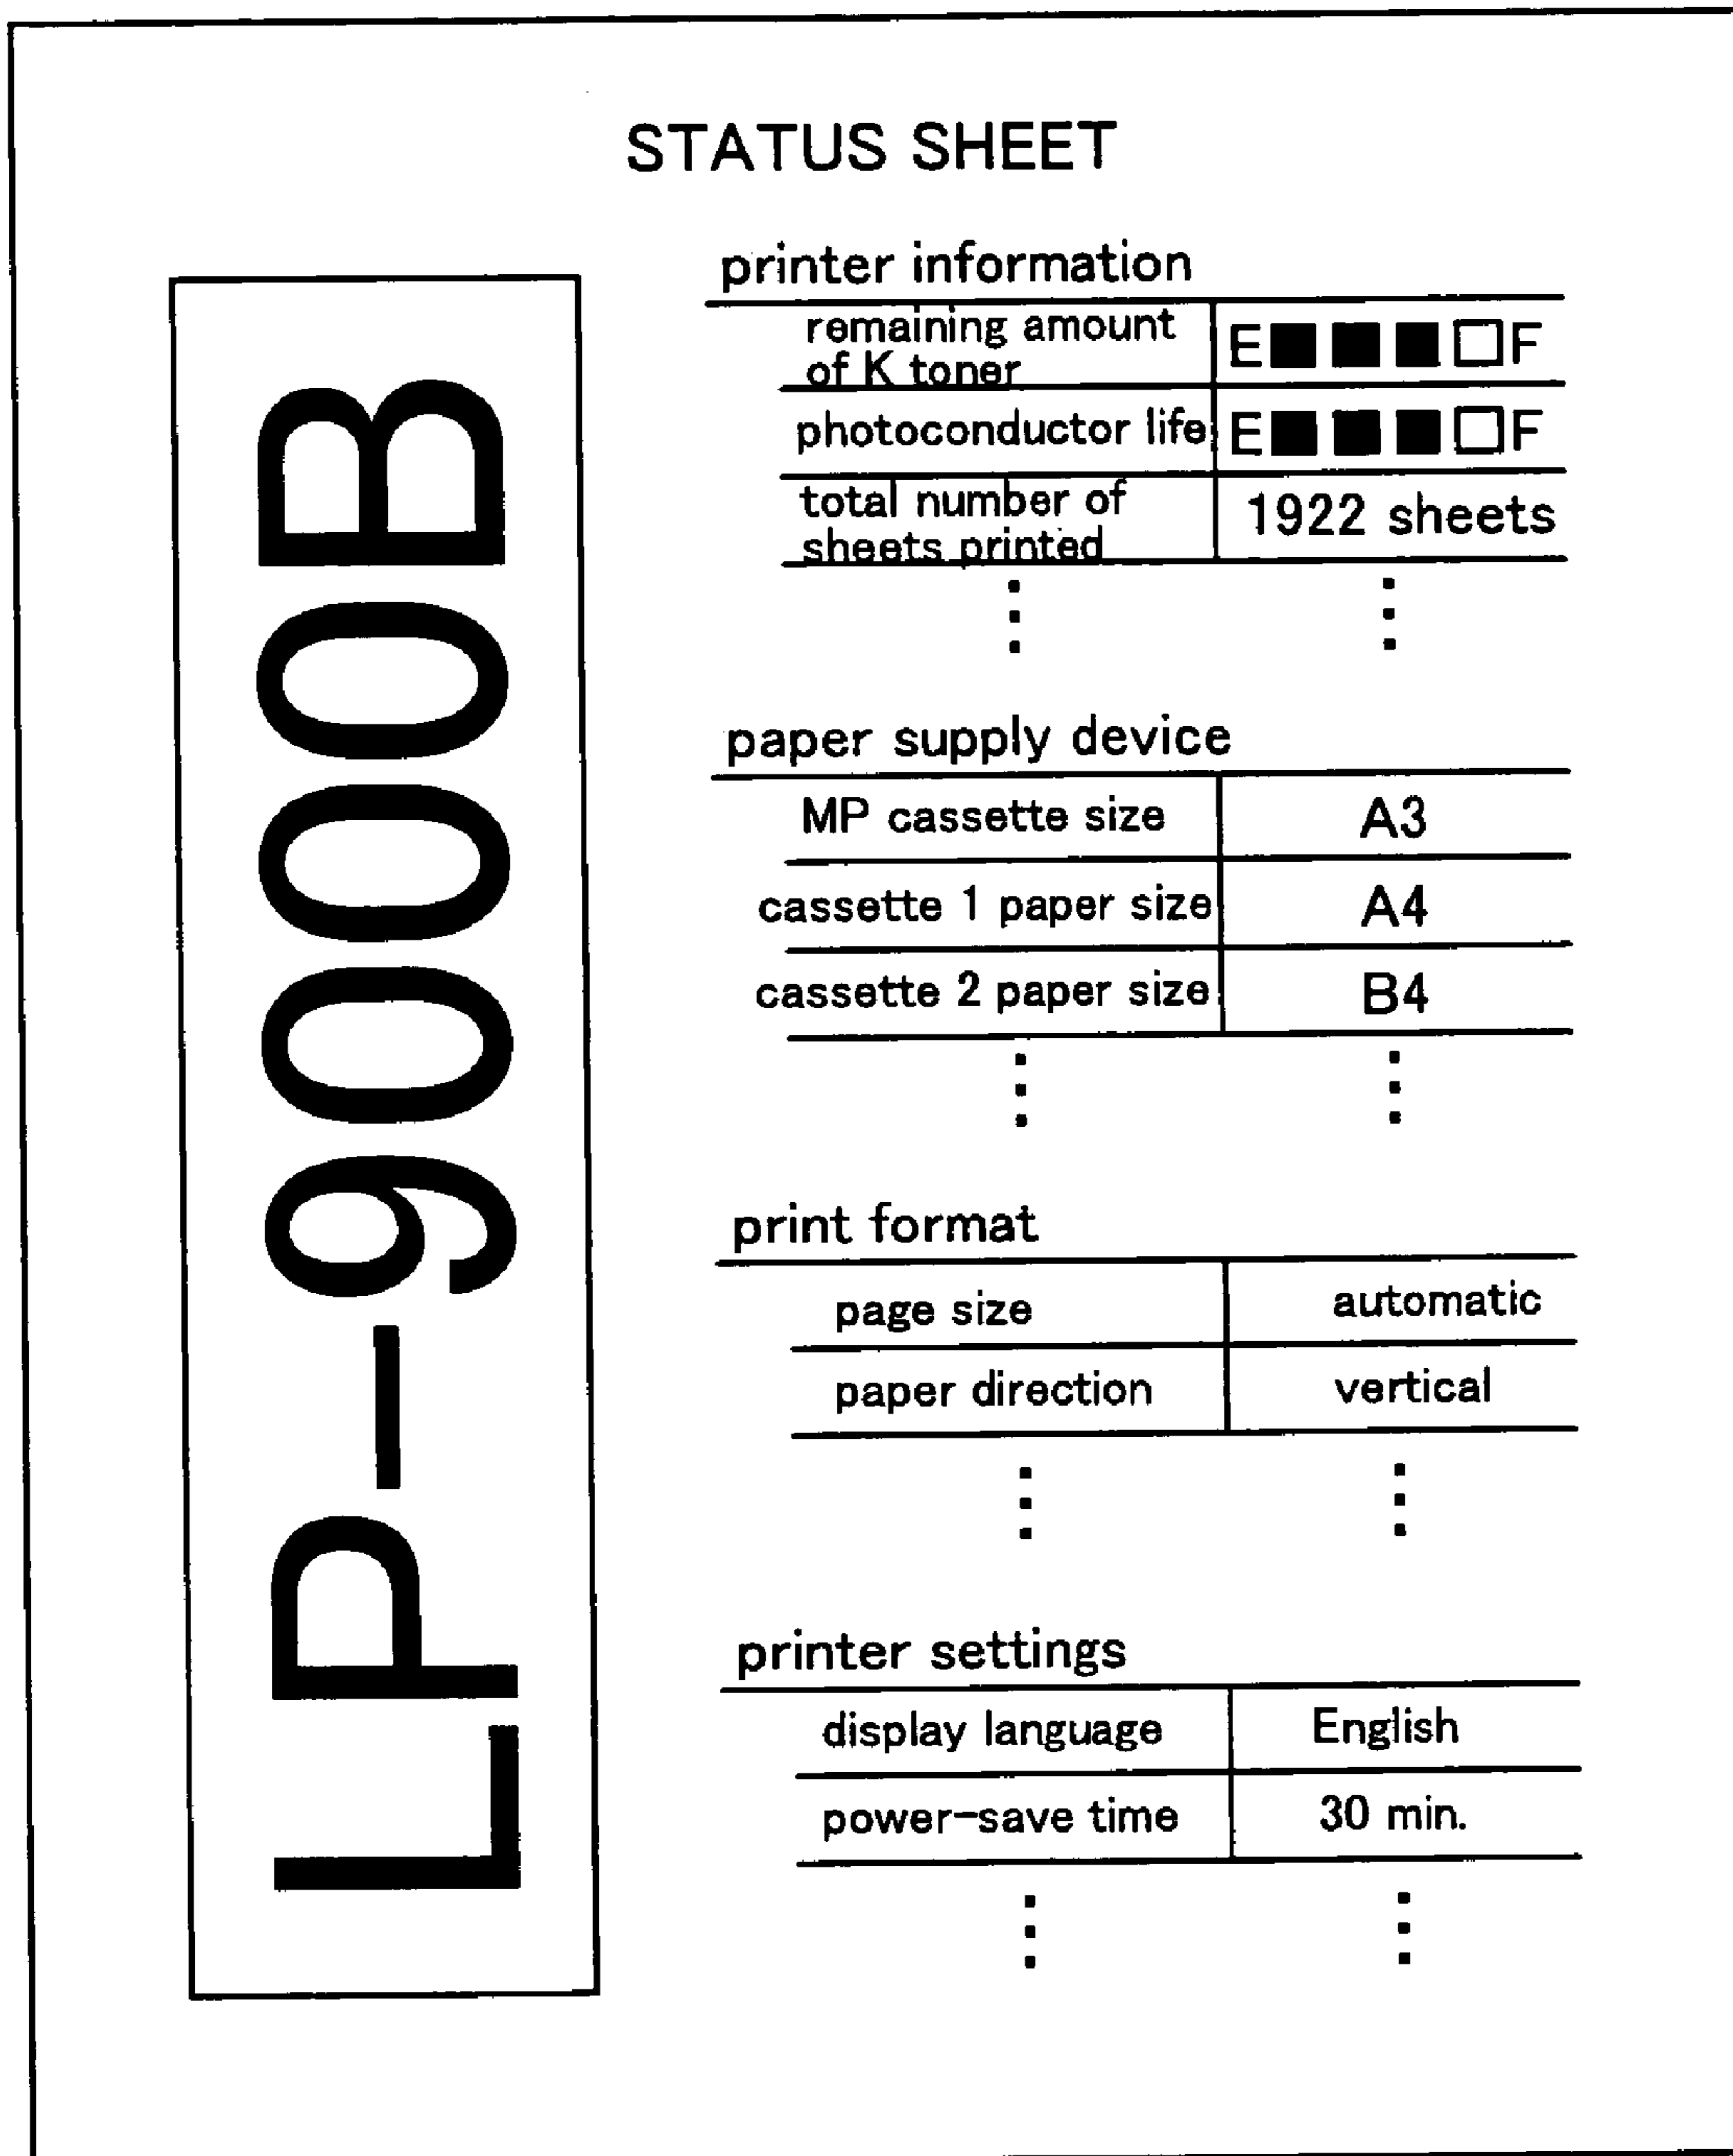 STATUS SHEET
LP-9000B
printer information
remaining amount
of K toner
E■■■□F
photoconductor life
E■■■□F
total number of
sheets printed
1922 sheets
paper supply device
MP cassette size
A3
cassette 1 paper size
A4
cassette 2 paper size
B4
print format
page size
automatic
paper direction
vertical
printer settings
display language
English
power-save time
30 min.